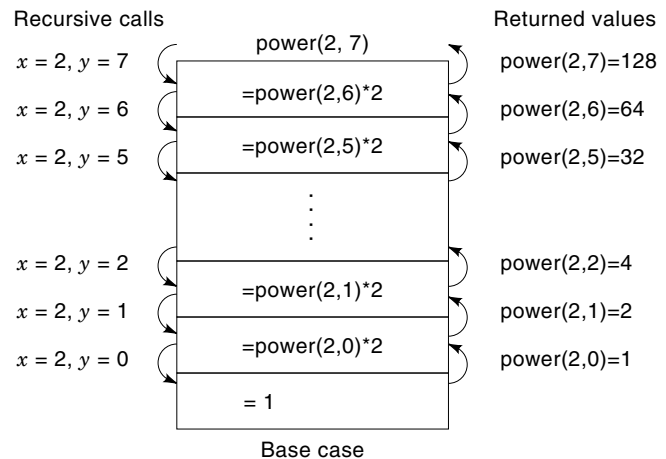 Recursive calls
Returned values
power(2, 7)
x = 2, y = 7
power(2,7)=128
=power(2,6)*2
x = 2, y = 6
power(2,6)=64
=power(2,5)*2
x = 2, y = 5
power(2,5)=32
x = 2, y = 2
power(2,2)=4
=power(2,1)*2
x = 2, y = 1
power(2,1)=2
=power(2,0)*2
x = 2, y = 0
power(2,0)=1
= 1
Base case